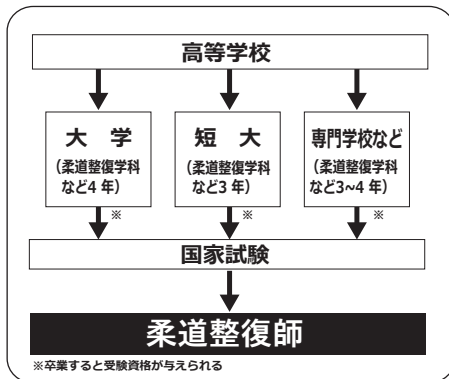 高等学校
大 学
(柔道整復学科
など4 年)
短 大
(柔道整復学科
など3 年)
専門学校など
(柔道整復学科
など3~4 年)
※
※
※
国家試験
柔道整復師
※卒業すると受験資格が与えられる